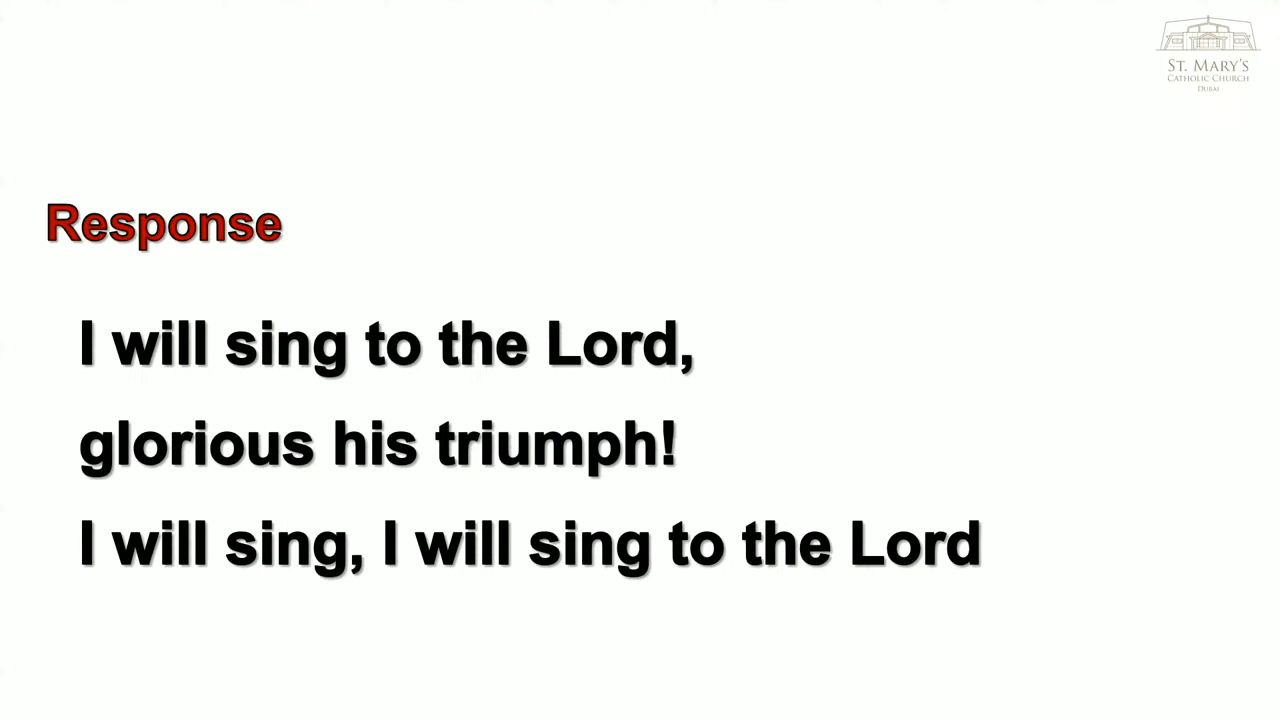 St. Mary's
Catholic Church
Dubai
Response
I will sing to the Lord,
glorious his triumph!
I will sing, I will sing to the Lord